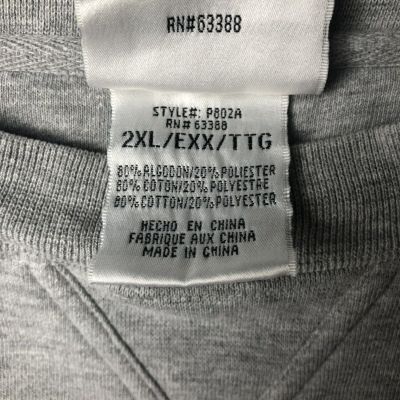 RN#63388
STYLE#: P802A
RN# 63388
2XL/EXX/TTG
80% ALGODON/20% POLIESTER
80% COTON/20% POLYESTRE
80% COTTON/20% POLYESTER
HECHO EN CHINA
FABRIQUE AUX CHINA
MADE IN CHINA